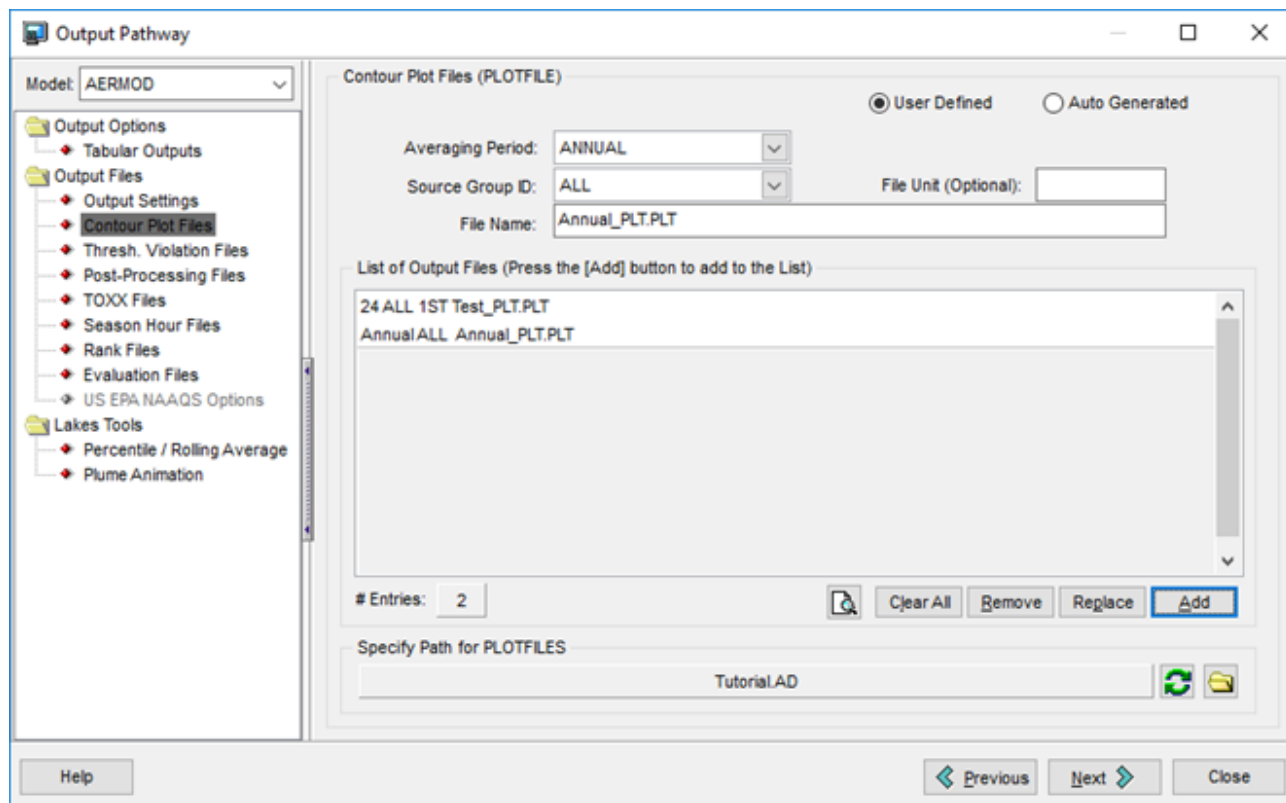 Output Pathway
Model: AERMOD
Output Options
Tabular Outputs
Output Files
Output Settings
Contour Plot Files
Thresh. Violation Files
Post-Processing Files
TOXX Files
Season Hour Files
Rank Files
Evaluation Files
US EPA NAAQS Options
Lakes Tools
Percentile / Rolling Average
Plume Animation
Contour Plot Files (PLOTFILE)
User Defined
Auto Generated
Averaging Period: ANNUAL
Source Group ID: ALL
File Unit (Optional):
File Name: Annual_PLT.PLT
List of Output Files (Press the [Add] button to add to the List)
24 ALL 1ST Test_PLT.PLT
Annual ALL Annual_PLT.PLT
# Entries: 2
Clear All
Remove
Replace
Add
Specify Path for PLOTFILES
Tutorial.AD
Help
Previous
Next
Close